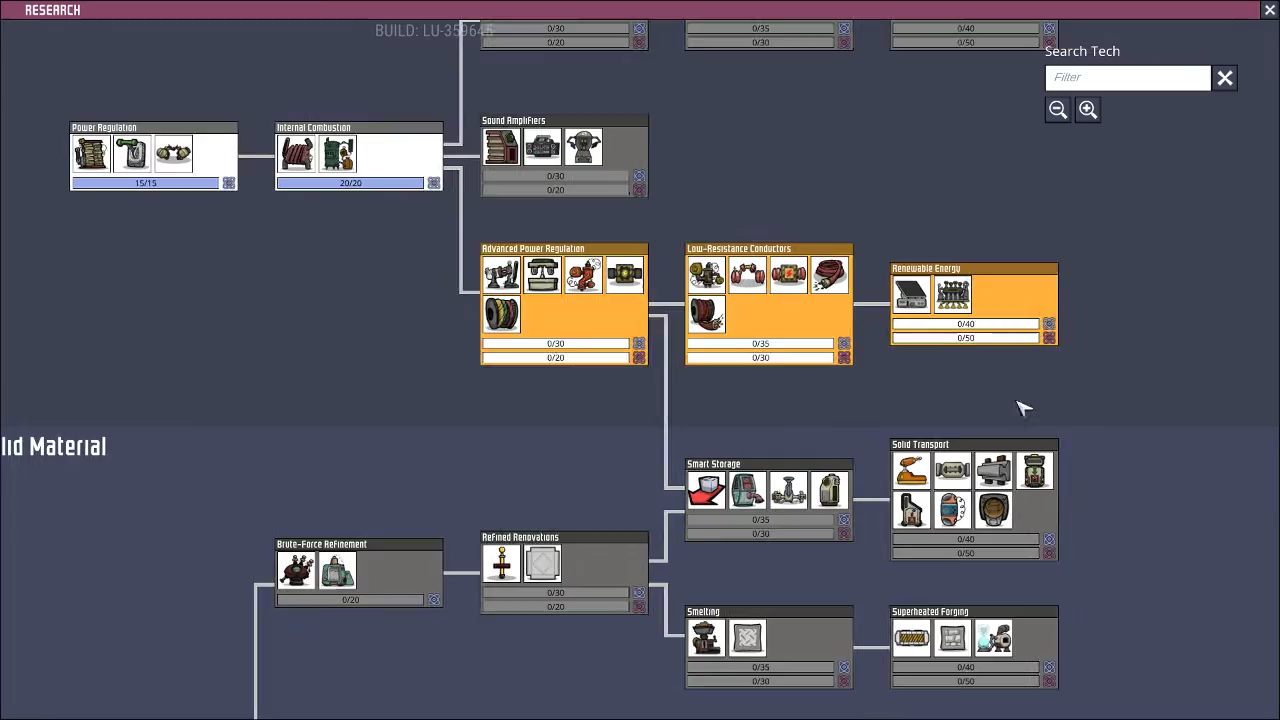 RESEARCH
BUILD: LU-359645
0/30
0/20
0/35
0/30
0/40
0/50
Search Tech
Filter
Power Regulation
15/15
Internal Combustion
20/20
Sound Amplifiers
0/30
0/20
Advanced Power Regulation
0/30
0/20
Low-Resistance Conductors
0/35
0/30
Renewable Energy
0/40
0/50
lid Material
Smart Storage
0/35
0/30
Solid Transport
0/40
0/50
Brute-Force Refinement
0/20
Refined Renovations
0/30
0/20
Smelting
0/35
0/30
Superheated Forging
0/40
0/50